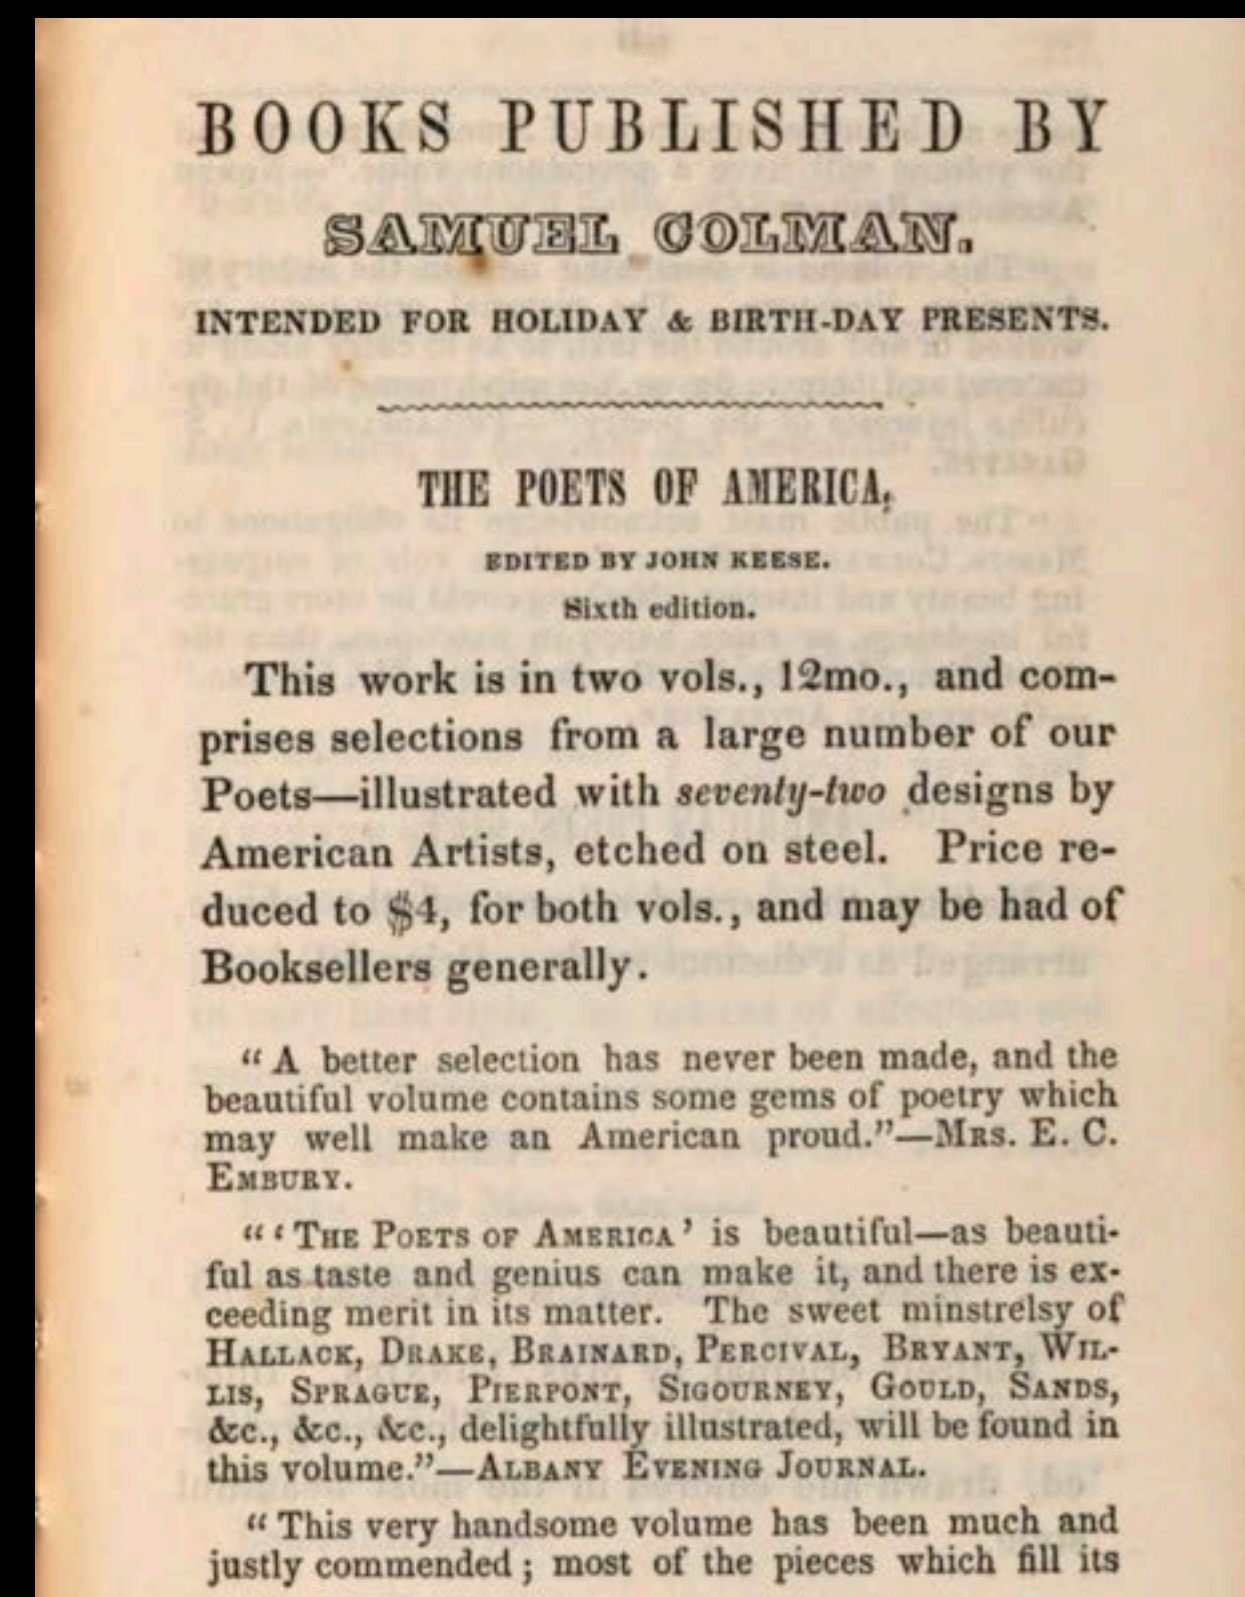 BOOKS PUBLISHED BY
SAMUEL COLMAN.
INTENDED FOR HOLIDAY & BIRTH-DAY PRESENTS.
THE POETS OF AMERICA,
EDITED BY JOHN KEESE.
Sixth edition.
This work is in two vols., 12mo., and com-
prises selections from a large number of our
Poets—illustrated with seventy-two designs by
American Artists, etched on steel. Price re-
duced to $4, for both vols., and may be had of
Booksellers generally.
“A better selection has never been made, and the
beautiful volume contains some gems of poetry which
may well make an American proud.”—MRS. E. C.
EMBURY.
“‘THE POETS OF AMERICA’ is beautiful—as beauti-
ful as taste and genius can make it, and there is ex-
ceeding merit in its matter. The sweet minstrelsy of
HALLACK, DRAKE, BRAINARD, PERCIVAL, BRYANT, WIL-
LIS, SPRAGUE, PIERPONT, SIGOURNEY, GOULD, SANDS,
&c., &c., &c., delightfully illustrated, will be found in
this volume.”—ALBANY EVENING JOURNAL.
“This very handsome volume has been much and
justly commended; most of the pieces which fill its